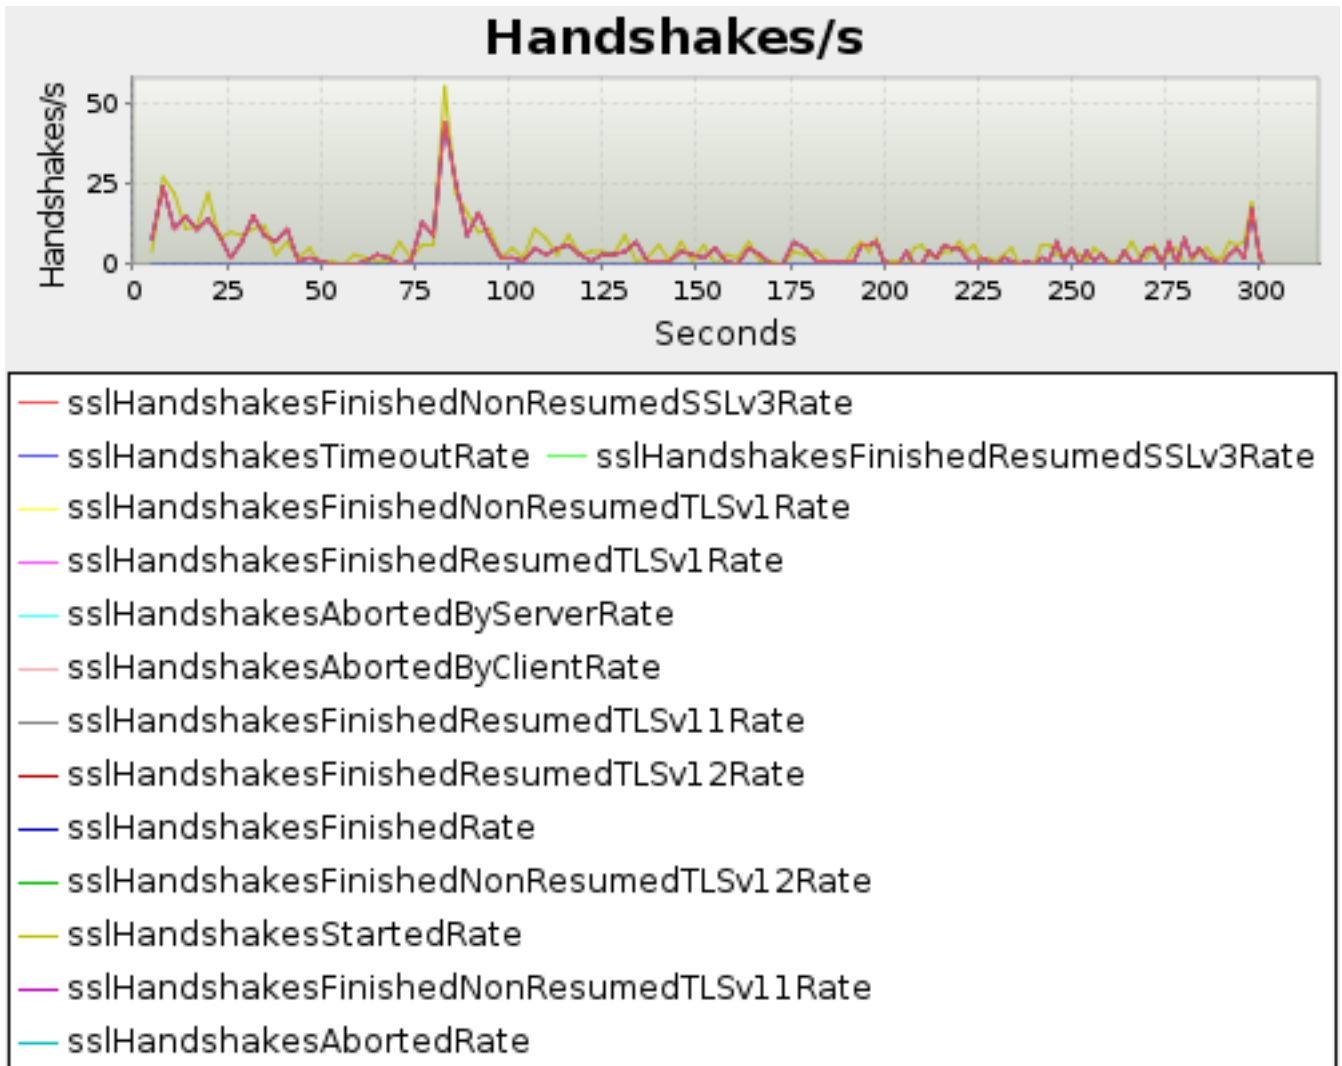 Handshakes/s
Handshakes/s
50
25
0
0 25 50 75 100 125 150 175 200 225 250 275 300
Seconds
sslHandshakesFinishedNonResumedSSLv3Rate
sslHandshakesTimeoutRate sslHandshakesFinishedResumedSSLv3Rate
sslHandshakesFinishedNonResumedTLSv1Rate
sslHandshakesFinishedResumedTLSv1Rate
sslHandshakesAbortedByServerRate
sslHandshakesAbortedByClientRate
sslHandshakesFinishedResumedTLSv11Rate
sslHandshakesFinishedResumedTLSv12Rate
sslHandshakesFinishedRate
sslHandshakesFinishedNonResumedTLSv12Rate
sslHandshakesStartedRate
sslHandshakesFinishedNonResumedTLSv11Rate
sslHandshakesAbortedRate